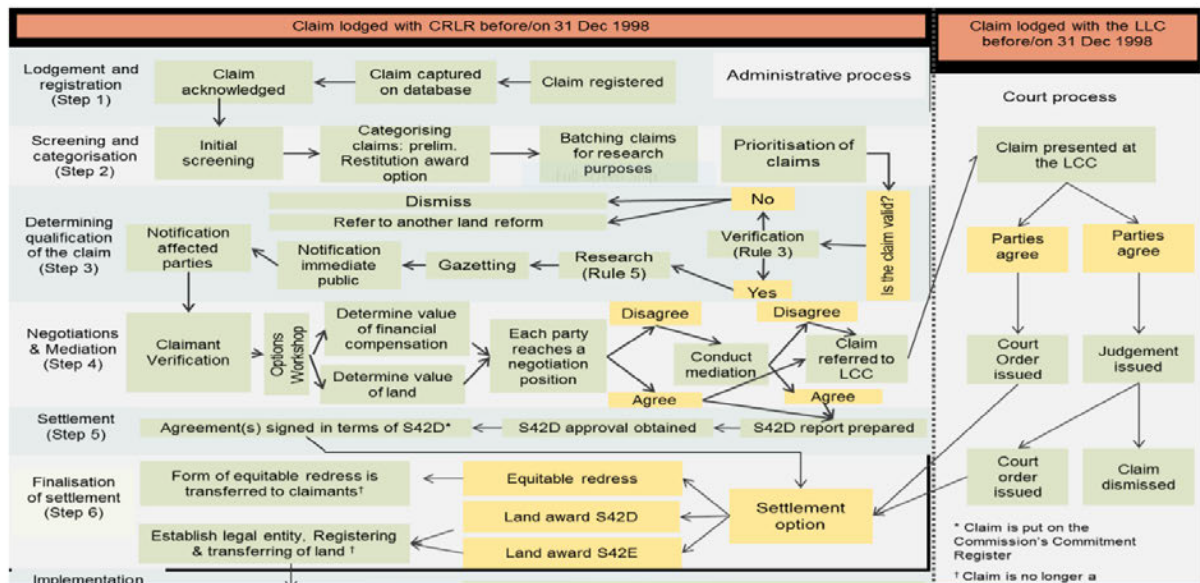 Claim lodged with CRLR before/on 31 Dec 1998
Claim lodged with the LLC
before/on 31 Dec 1998
Lodgement and
registration
(Step 1)
Claim
acknowledged
Claim captured
on database
Claim registered
Administrative process
Court process
Screening and
categorisation
(Step 2)
Initial
screening
Categorising
claims: prelim.
Restitution award
option
Batching claims
for research
purposes
Prioritisation of
claims
Claim presented at
the LCC
Determining
qualification
of the claim
(Step 3)
Dismiss
Refer to another land reform
No
Is the claim valid?
Notification
affected
parties
Notification
immediate
public
Gazetting
Research
(Rule 5)
Verification
(Rule 3)
Yes
Parties
agree
Parties
agree
Negotiations
& Mediation
(Step 4)
Claimant
Verification
Options
Workshop
Determine value
of financial
compensation
Determine value
of land
Each party
reaches a
negotiation
position
Disagree
Agree
Conduct
mediation
Disagree
Claim
referred to
LCC
Agree
Court
Order
issued
Judgement
issued
Settlement
(Step 5)
Agreement(s) signed in terms of S42D*
S42D approval obtained
S42D report prepared
Finalisation
of settlement
(Step 6)
Form of equitable redress is
transferred to claimants†
Establish legal entity, Registering
& transferring of land †
Equitable redress
Land award S42D
Land award S42E
Settlement
option
Court
order
issued
Claim
dismissed
* Claim is put on the
Commission's Commitment
Register
† Claim is no longer a
Implementation